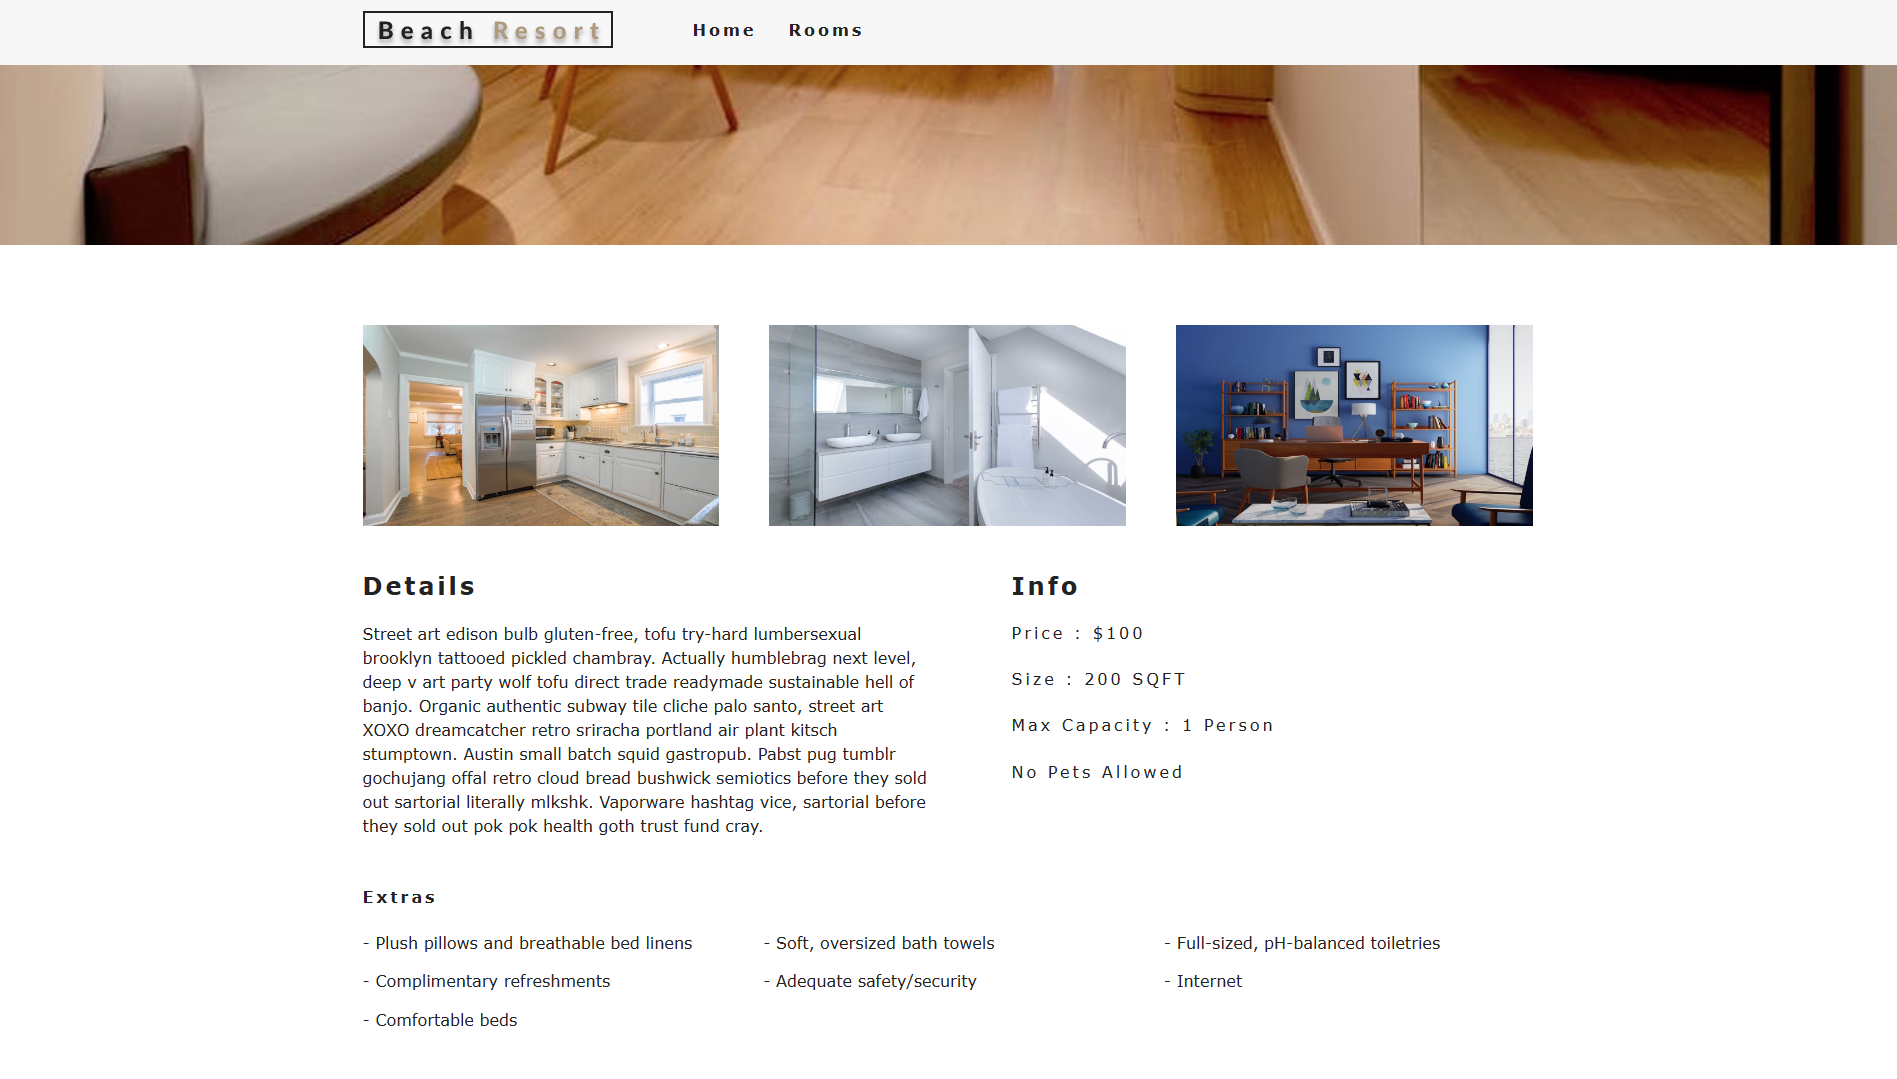 Beach Resort
Home
Rooms
Details
Street art edison bulb gluten-free, tofu try-hard lumbersexual
brooklyn tattooed pickled chambray. Actually humblebrag next level,
deep v art party wolf tofu direct trade readymade sustainable hell of
banjo. Organic authentic subway tile cliche palo santo, street art
XOXO dreamcatcher retro sriracha portland air plant kitsch
stumptown. Austin small batch squid gastropub. Pabst pug tumblr
gochujang offal retro cloud bread bushwick semiotics before they sold
out sartorial literally mlkshk. Vaporware hashtag vice, sartorial before
they sold out pok pok health goth trust fund cray.
Info
Price : $100
Size : 200 SQFT
Max Capacity : 1 Person
No Pets Allowed
Extras
- Plush pillows and breathable bed linens
- Soft, oversized bath towels
- Full-sized, pH-balanced toiletries
- Complimentary refreshments
- Adequate safety/security
- Internet
- Comfortable beds